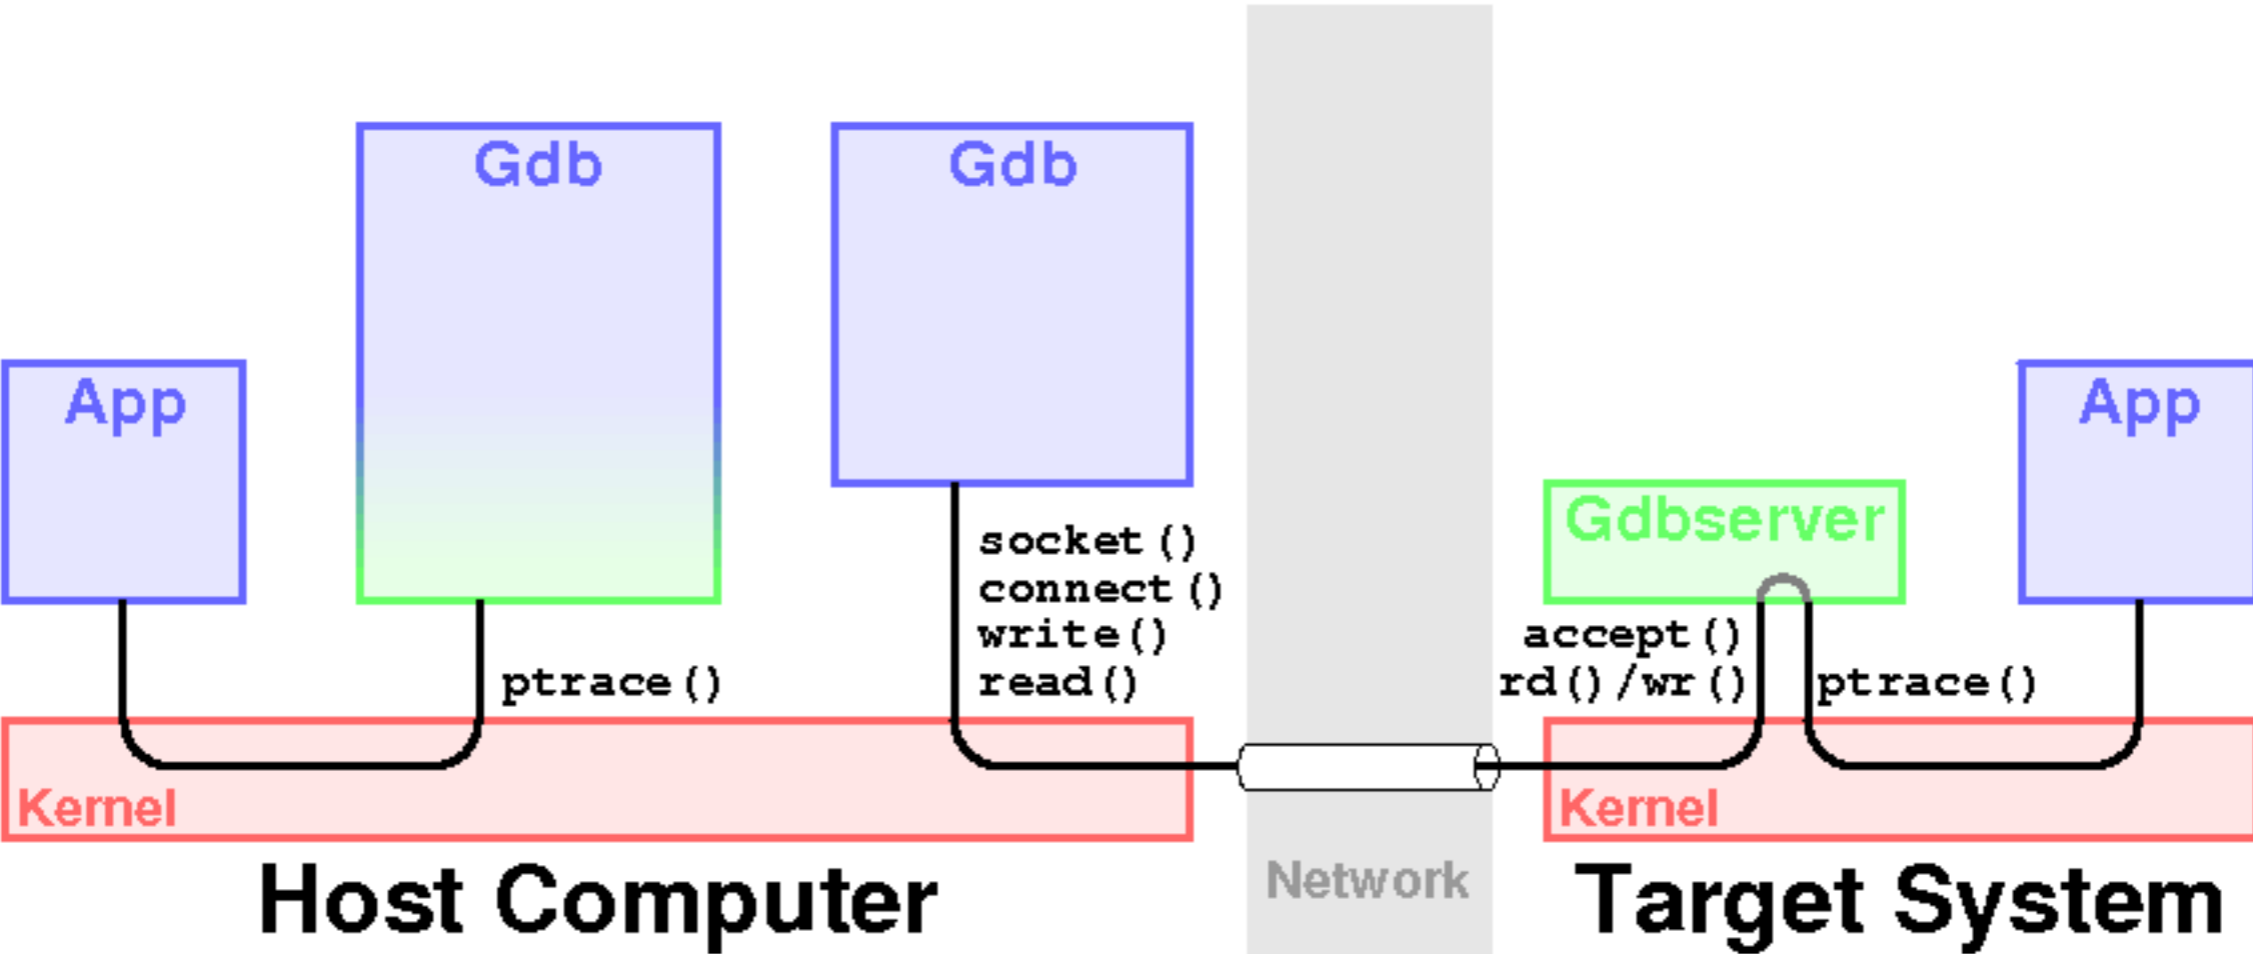 Gdb
Gdb
App
App
Gdbserver
socket()
connect()
write()
read()
accept()
rd()/wr()
ptrace()
ptrace()
Kernel
Kernel
Network
Host Computer
Target System